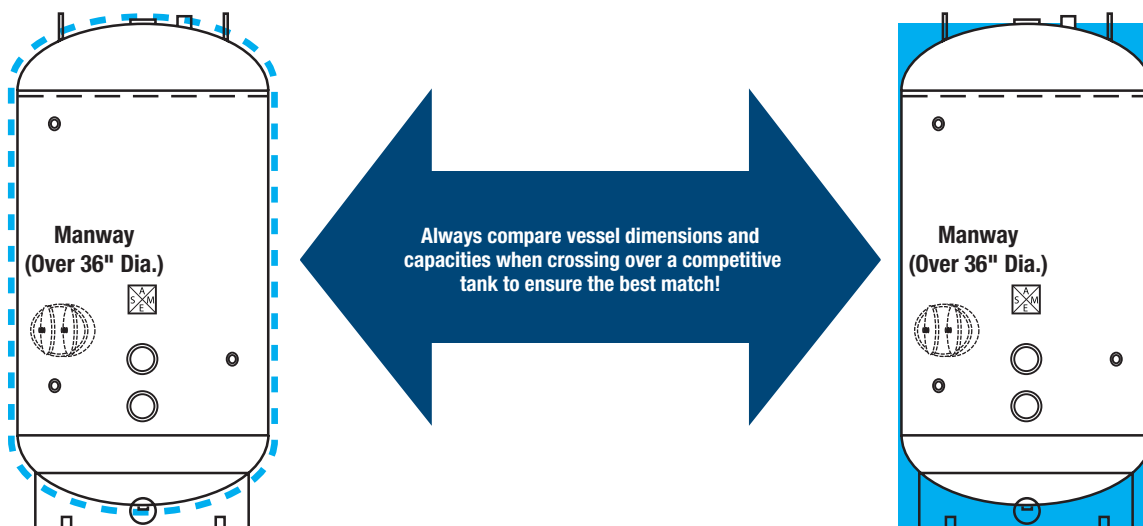 Manway
(Over 36" Dia.)
A
S M
E
Always compare vessel dimensions and
capacities when crossing over a competitive
tank to ensure the best match!
Manway
(Over 36" Dia.)
A
S M
E